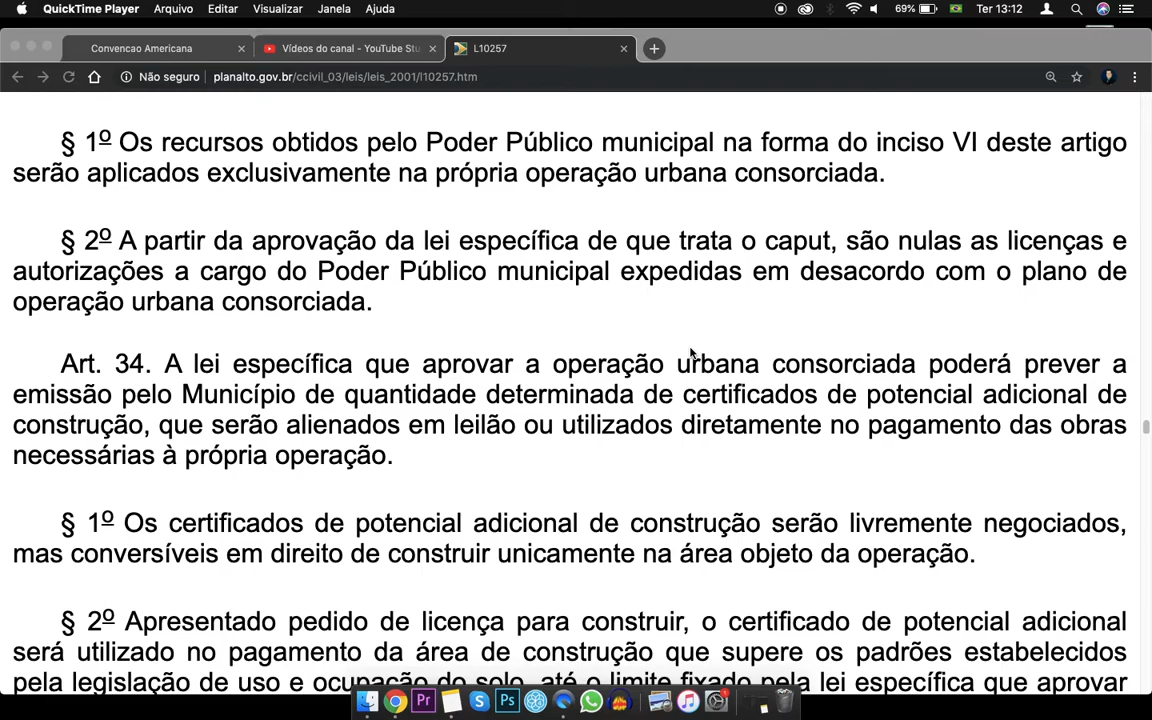 QuickTime Player Arquivo Editar Visualizar Janela Ajuda 69% Ter 13:12
Convencao Americana Vídeos do canal - YouTube Stu L10257
Não seguro planalto.gov.br/ccivil_03/leis/leis_2001/l10257.htm
§ 1º Os recursos obtidos pelo Poder Público municipal na forma do inciso VI deste artigo
serão aplicados exclusivamente na própria operação urbana consorciada.
§ 2º A partir da aprovação da lei específica de que trata o caput, são nulas as licenças e
autorizações a cargo do Poder Público municipal expedidas em desacordo com o plano de
operação urbana consorciada.
Art. 34. A lei específica que aprovar a operação urbana consorciada poderá prever a
emissão pelo Município de quantidade determinada de certificados de potencial adicional de
construção, que serão alienados em leilão ou utilizados diretamente no pagamento das obras
necessárias à própria operação.
§ 1º Os certificados de potencial adicional de construção serão livremente negociados,
mas conversíveis em direito de construir unicamente na área objeto da operação.
§ 2º Apresentado pedido de licença para construir, o certificado de potencial adicional
será utilizado no pagamento da área de construção que supere os padrões estabelecidos
pela legislação de uso e ocupação do solo, até o limite fixado pela lei específica que aprovar
Pr S Ps